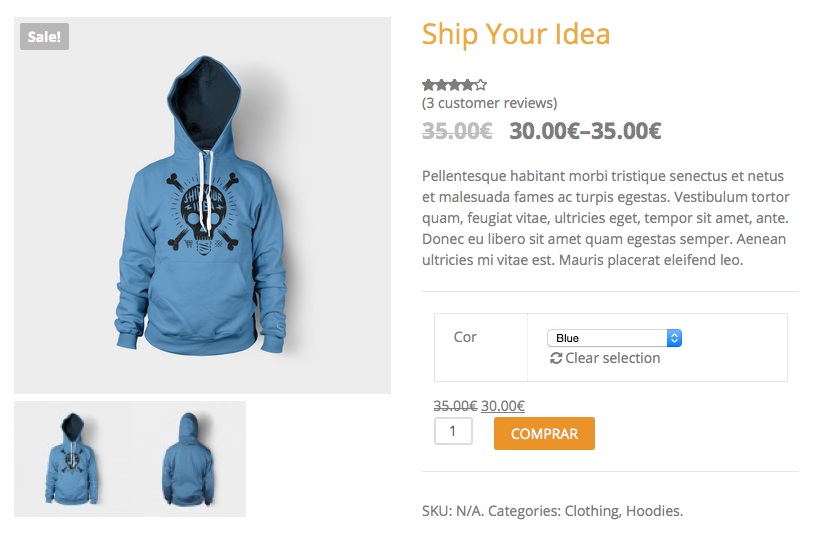 Sale!
SHIP YOUR
IDEA
Ship Your Idea
(3 customer reviews)
35.00€ 30.00€–35.00€
Pellentesque habitant morbi tristique senectus et netus
et malesuada fames ac turpis egestas. Vestibulum tortor
quam, feugiat vitae, ultricies eget, tempor sit amet, ante.
Donec eu libero sit amet quam egestas semper. Aenean
ultricies mi vitae est. Mauris placerat eleifend leo.
Cor
Blue
Clear selection
35.00€ 30.00€
1
COMPRAR
SKU: N/A. Categories: Clothing, Hoodies.